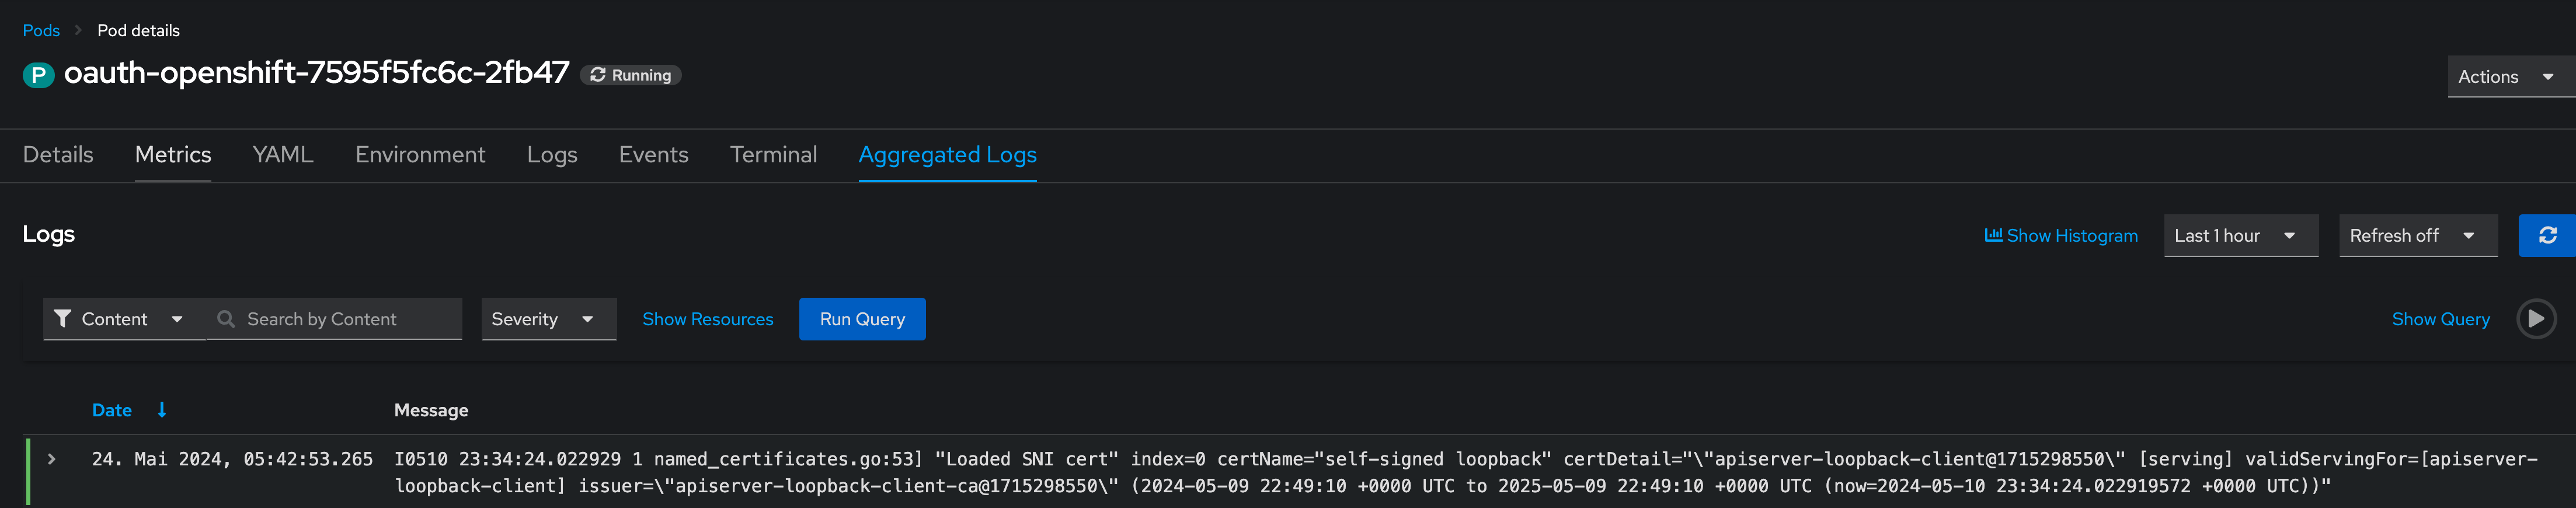 Pods Pod details
P oauth-openshift-7595f5fc6c-2fb47 Running
Actions
Details Metrics YAML Environment Logs Events Terminal Aggregated Logs
Logs Show Histogram Last 1 hour Refresh off
Content Search by Content Severity Show Resources Run Query Show Query
Date Message
24. Mai 2024, 05:42:53.265 I0510 23:34:24.022929 1 named_certificates.go:53] "Loaded SNI cert" index=0 certName="self-signed loopback" certDetail="\"apiserver-loopback-client@1715298550\" [serving] validServingFor=[apiserver-
loopback-client] issuer=\"apiserver-loopback-client-ca@1715298550\" (2024-05-09 22:49:10 +0000 UTC to 2025-05-09 22:49:10 +0000 UTC (now=2024-05-10 23:34:24.022919572 +0000 UTC))"